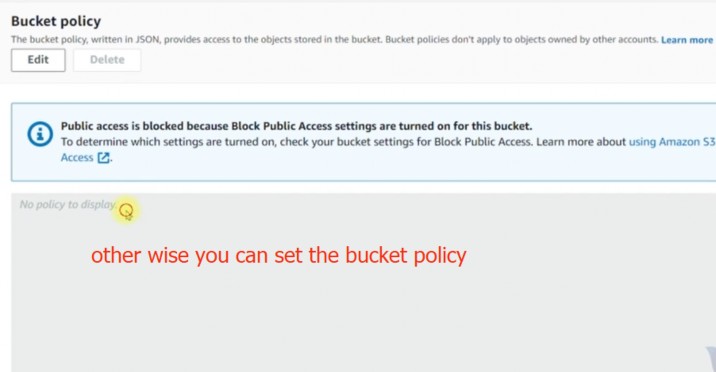 Bucket policy
The bucket policy, written in JSON, provides access to the objects stored in the bucket. Bucket policies don't apply to objects owned by other accounts. Learn more
Edit Delete
Public access is blocked because Block Public Access settings are turned on for this bucket.
To determine which settings are turned on, check your bucket settings for Block Public Access. Learn more about using Amazon S3
Access
No policy to display.
other wise you can set the bucket policy